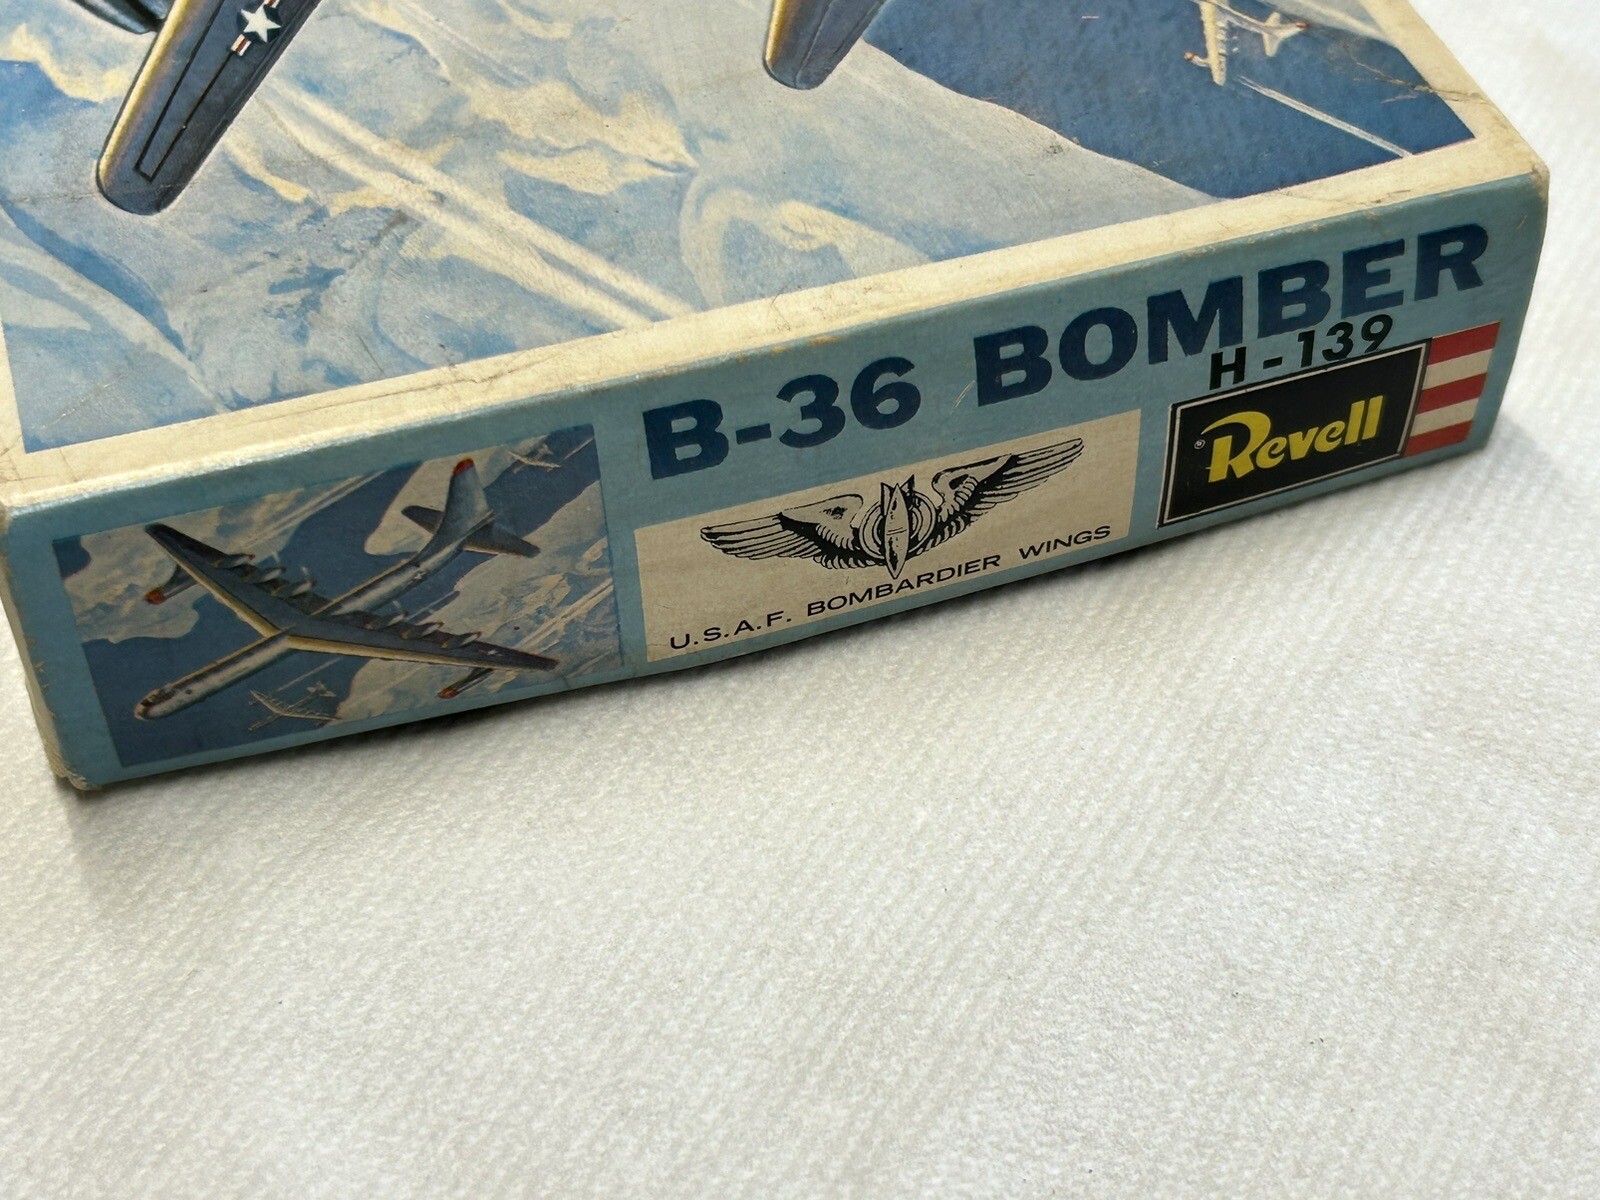 B-36 BOMBER
H-139
Revell
®
U.S.A.F. BOMBARDIER WINGS